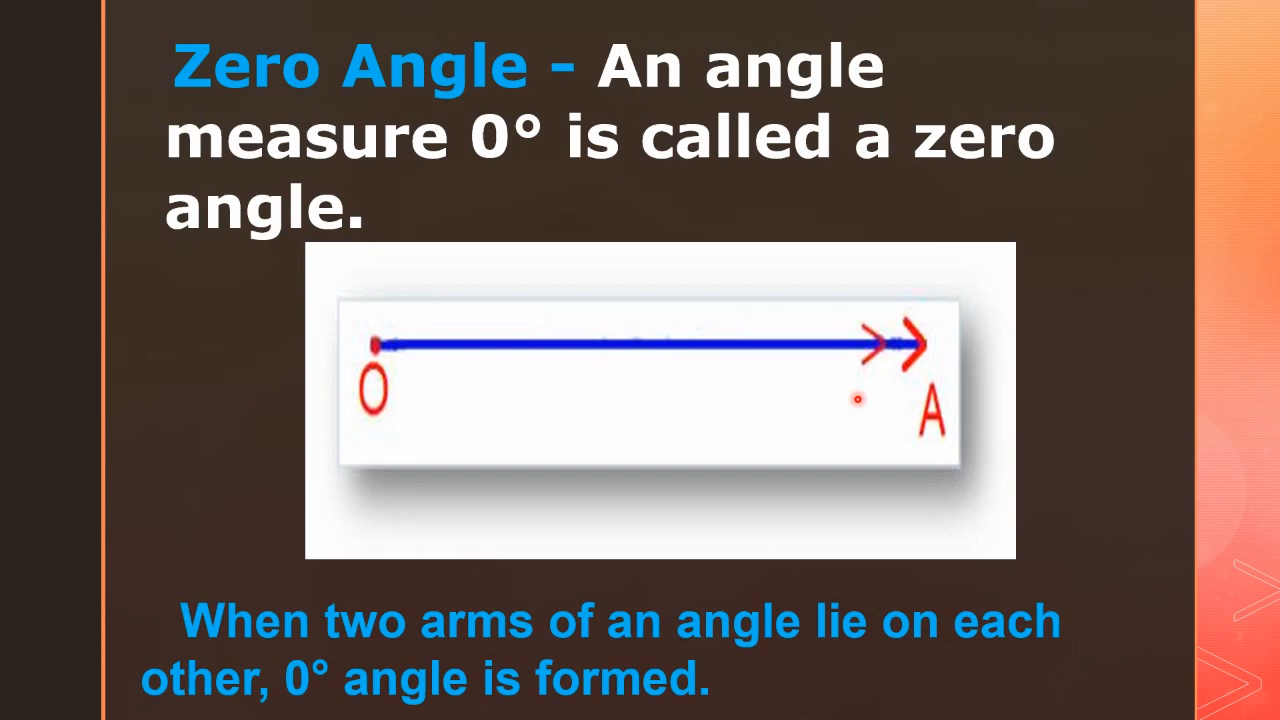 Zero Angle - An angle
measure 0° is called a zero
angle.
O
A
When two arms of an angle lie on each
other, 0° angle is formed.